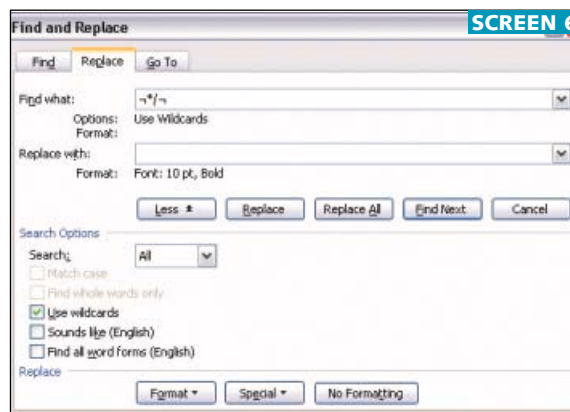 SCREEN 6
Find and Replace
Find Replace Go To
Find what: ¬*/¬
Options: Use Wildcards
Format:
Replace with:
Format: Font: 10 pt, Bold
Less Replace Replace All Find Next Cancel
Search Options
Search: All
Match case
Find whole words only
Use wildcards
Sounds like (English)
Find all word forms (English)
Replace
Format Special No Formatting